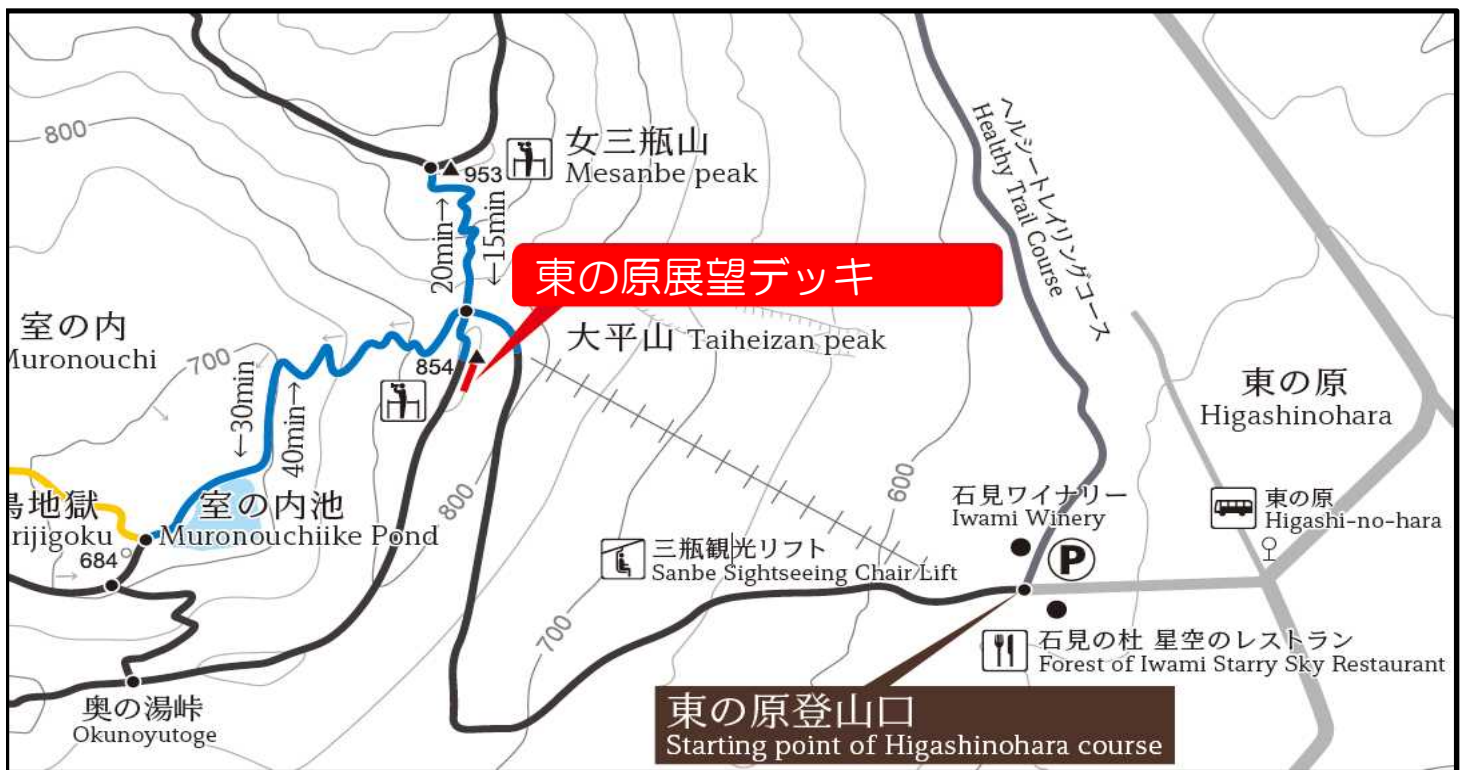 800
女三瓶山
Mesanbe peak
953
20min→
←15min
ヘルシートレイリングコース
Healthy Trail Course
東の原展望デッキ
大平山 Taiheizan peak
854
室の内
Muronouchi
700
←30min
40min→
東の原
Higashinohara
800
600
鳥地獄
rijigoku
684
室の内池
Muronouchiike Pond
石見ワイナリー
Iwami Winery
P
東の原
Higashi-no-hara
三瓶観光リフト
Sanbe Sightseeing Chair Lift
700
石見の杜 星空のレストラン
Forest of Iwami Starry Sky Restaurant
奥の湯峠
Okunoyutoge
東の原登山口
Starting point of Higashinohara course